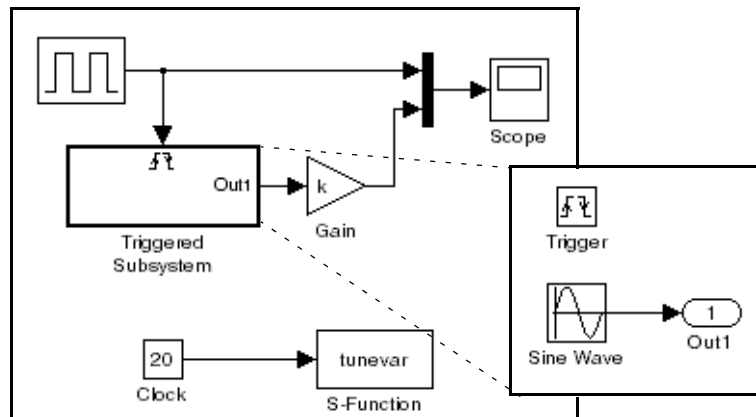 Scope
Out1
k
Gain
Triggered
Subsystem
Trigger
1
Out1
Sine Wave
20
Clock
tunevar
S-Function